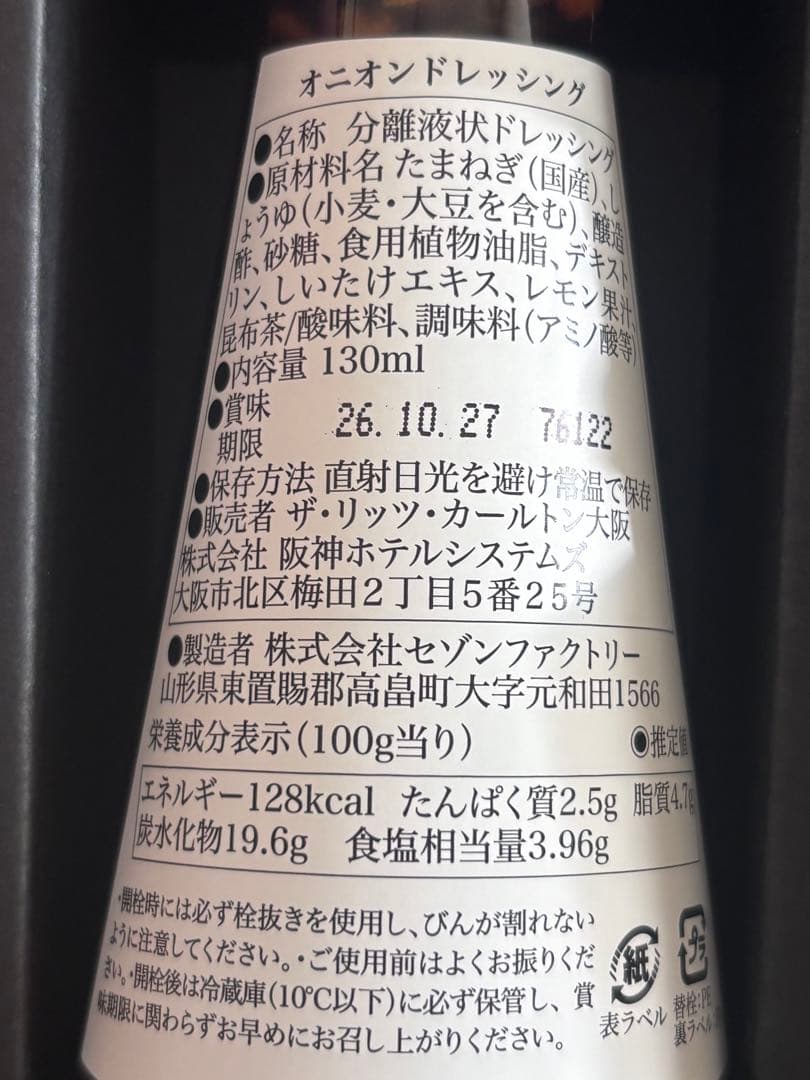 オニオンドレッシング
●名称 分離液状ドレッシング
●原材料名 たまねぎ(国産)、し
ょうゆ(小麦・大豆を含む)、醸造
酢、砂糖、食用植物油脂、デキスト
リン、しいたけエキス、レモン果汁、
昆布茶/酸味料、調味料(アミノ酸等)
●内容量 130ml
●賞味
期限
26.10.27 76122
●保存方法 直射日光を避け常温で保存
●販売者 ザ・リッツ・カールトン大阪
株式会社 阪神ホテルシステムズ
大阪市北区梅田2丁目5番25号
●製造者 株式会社セゾンファクトリー
山形県東置賜郡高畠町大字元和田1566
栄養成分表示(100g当り) ◉推定値
エネルギー128kcal たんぱく質2.5g 脂質4.7g
炭水化物19.6g 食塩相当量3.96g
・開栓時には必ず栓抜きを使用し、びんが割れない
ように注意してください。・ご使用前はよくお振りくだ
さい。・開栓後は冷蔵庫(10℃以下)に必ず保管し、賞
味期限に関わらずお早めにお召し上がりください。
紙
表ラベル
プラ
替栓:PE
裏ラベル